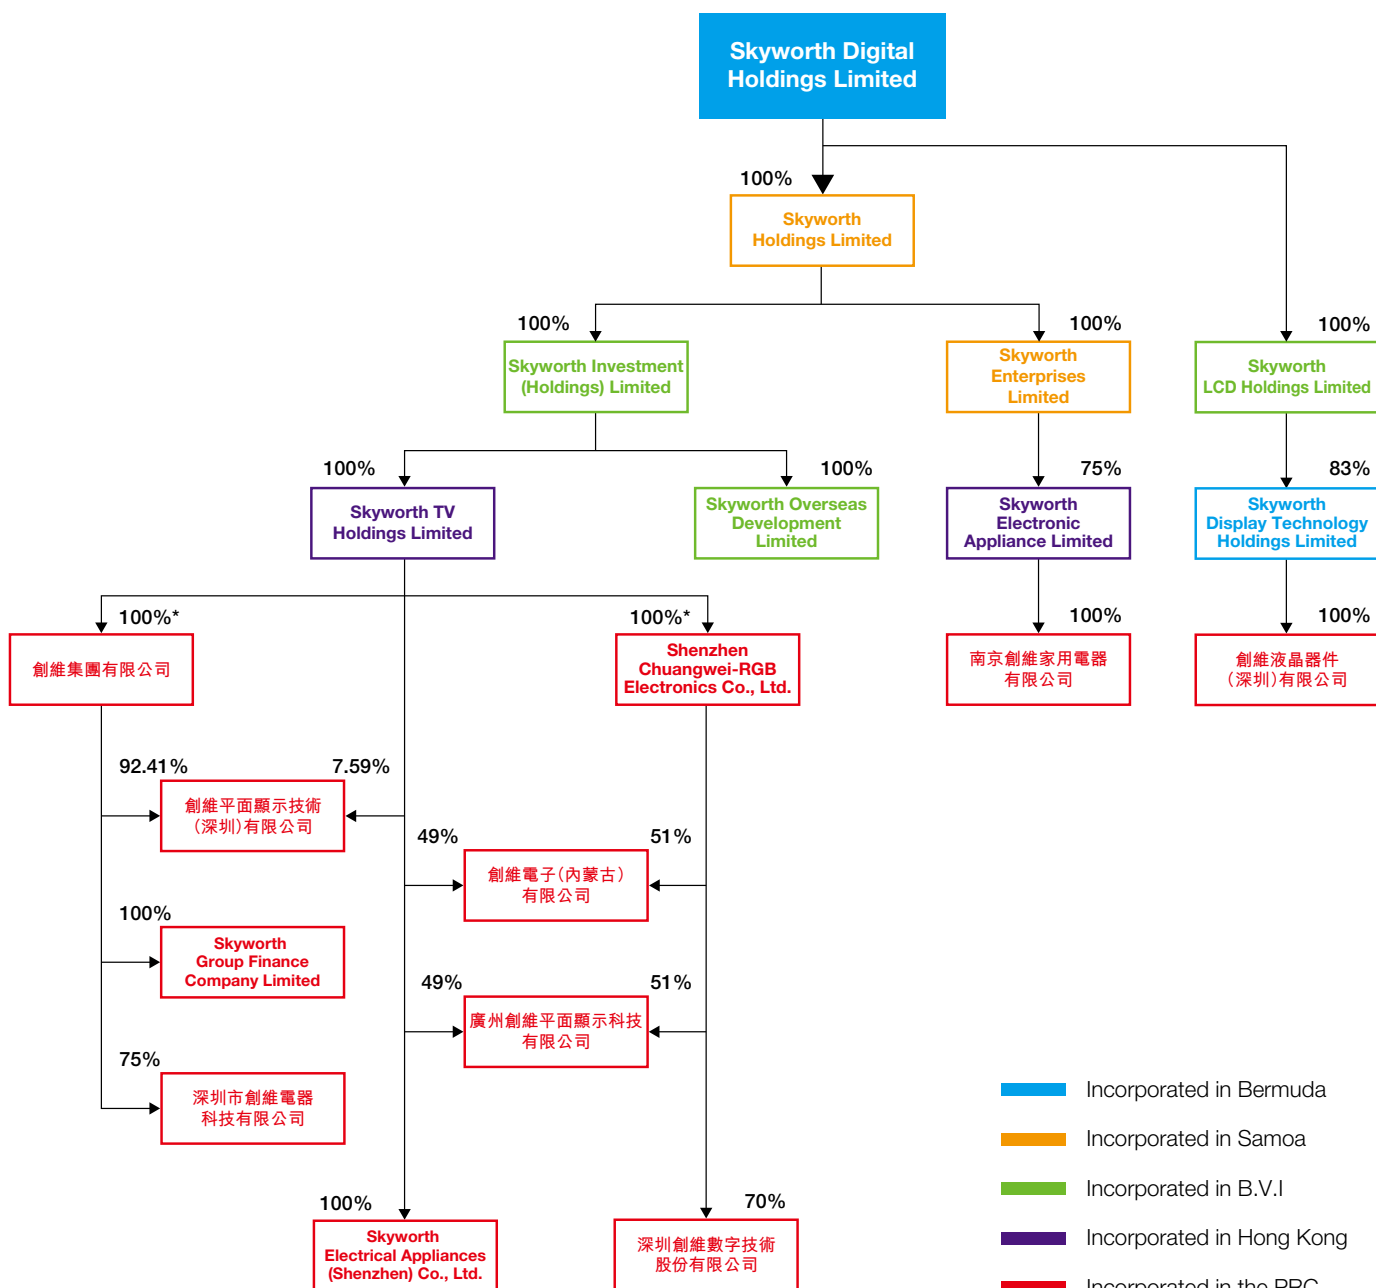 Skyworth Digital
Holdings Limited
100%
Skyworth
Holdings Limited
100%
100%
100%
Skyworth Investment
(Holdings) Limited
Skyworth
Enterprises
Limited
Skyworth
LCD Holdings Limited
100%
100%
75%
83%
Skyworth TV
Holdings Limited
Skyworth Overseas
Development
Limited
Skyworth
Electronic
Appliance Limited
Skyworth
Display Technology
Holdings Limited
100%*
100%*
100%
100%
創維集團有限公司
Shenzhen
Chuangwei-RGB
Electronics Co., Ltd.
南京創維家用電器
有限公司
創維液晶器件
(深圳)有限公司
92.41%
7.59%
創維平面顯示技術
(深圳)有限公司
49%
51%
創維電子(內蒙古)
有限公司
100%
Skyworth
Group Finance
Company Limited
49%
51%
廣州創維平面顯示科技
有限公司
75%
深圳市創維電器
科技有限公司
100%
Skyworth
Electrical Appliances
(Shenzhen) Co., Ltd.
70%
深圳創維數字技術
股份有限公司
Incorporated in Bermuda
Incorporated in Samoa
Incorporated in B.V.I
Incorporated in Hong Kong
Incorporated in the PRC